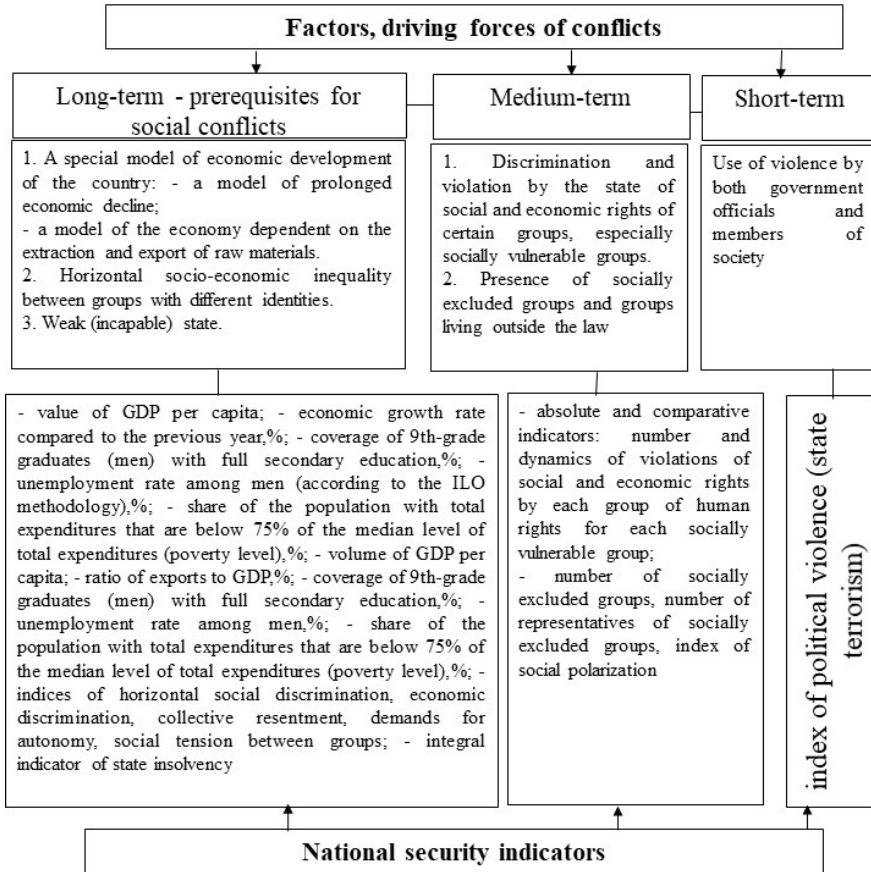 Factors, driving forces of conflicts
Long-term - prerequisites for
social conflicts
Medium-term
Short-term
1. A special model of economic development
of the country: - a model of prolonged
economic decline;
- a model of the economy dependent on the
extraction and export of raw materials.
2. Horizontal socio-economic inequality
between groups with different identities.
3. Weak (incapable) state.
1. Discrimination and
violation by the state of
social and economic rights of
certain groups, especially
socially vulnerable groups.
2. Presence of socially
excluded groups and groups
living outside the law
Use of violence by
both government
officials and
members of
society
- value of GDP per capita; - economic growth rate
compared to the previous year,%; - coverage of 9th-grade
graduates (men) with full secondary education,%; -
unemployment rate among men (according to the ILO
methodology),%; - share of the population with total
expenditures that are below 75% of the median level of
total expenditures (poverty level),%; - volume of GDP per
capita; - ratio of exports to GDP,%; - coverage of 9th-grade
graduates (men) with full secondary education,%; -
unemployment rate among men,%; - share of the
population with total expenditures that are below 75% of
the median level of total expenditures (poverty level),%; -
indices of horizontal social discrimination, economic
discrimination, collective resentment, demands for
autonomy, social tension between groups; - integral
indicator of state insolvency
- absolute and comparative
indicators: number and
dynamics of violations of
social and economic rights
by each group of human
rights for each socially
vulnerable group;
- number of socially
excluded groups, number of
representatives of socially
excluded groups, index of
social polarization
index of political violence (state
terrorism)
National security indicators